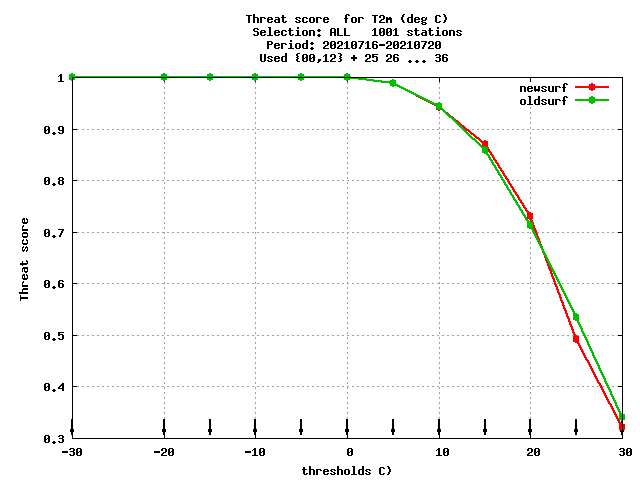 Threat score  for T2m (deg C)
Selection: ALL   1001 stations
Period: 20210716-20210720
Used {00,12} + 25 26 ... 36
newsurf
oldsurf
1
0.9
0.8
0.7
0.6
0.5
0.4
0.3
Threat score
-30
-20
-10
0
10
20
30
thresholds C)